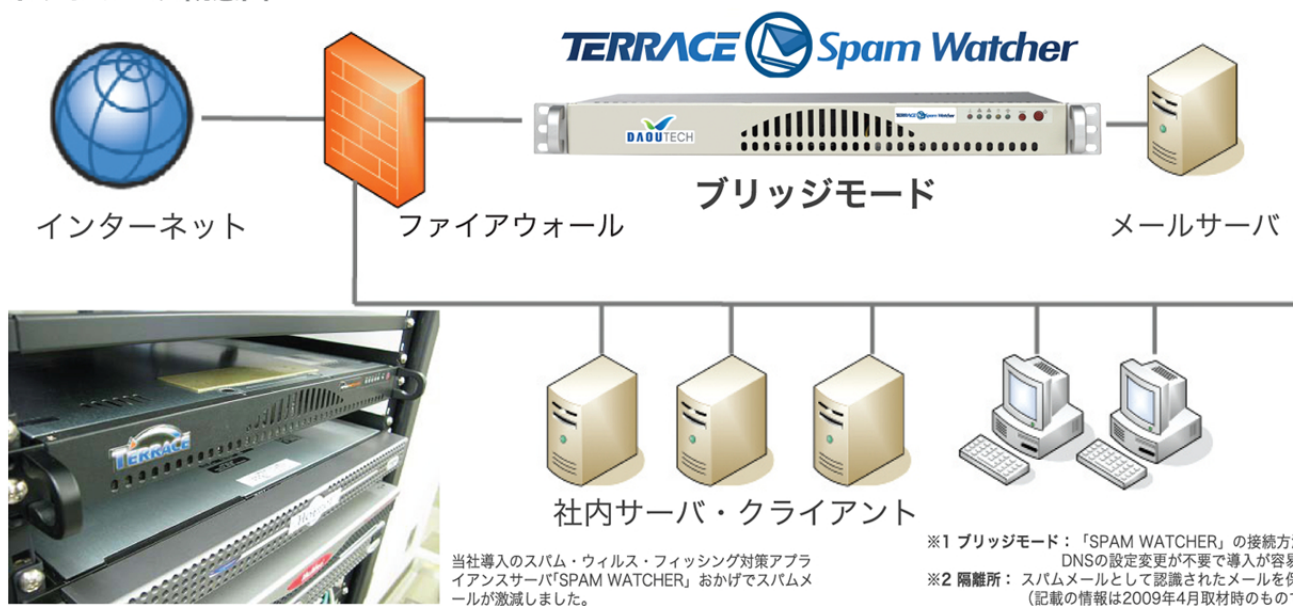 TERRACE Spam Watcher
DAOUTECH
TERRACE Spam Watcher
ブリッジモード
インターネット
ファイアウォール
メールサーバ
TERRACE
社内サーバ・クライアント
当社導入のスパム・ウィルス・フィッシング対策アプラ
イアンスサーバ「SPAM WATCHER」おかげでスパムメ
ールが激減しました。
※1 ブリッジモード：「SPAM WATCHER」の接続方
DNSの設定変更が不要で導入が容易
※2 隔離所： スパムメールとして認識されたメールを保
（記載の情報は2009年4月取材時のもので